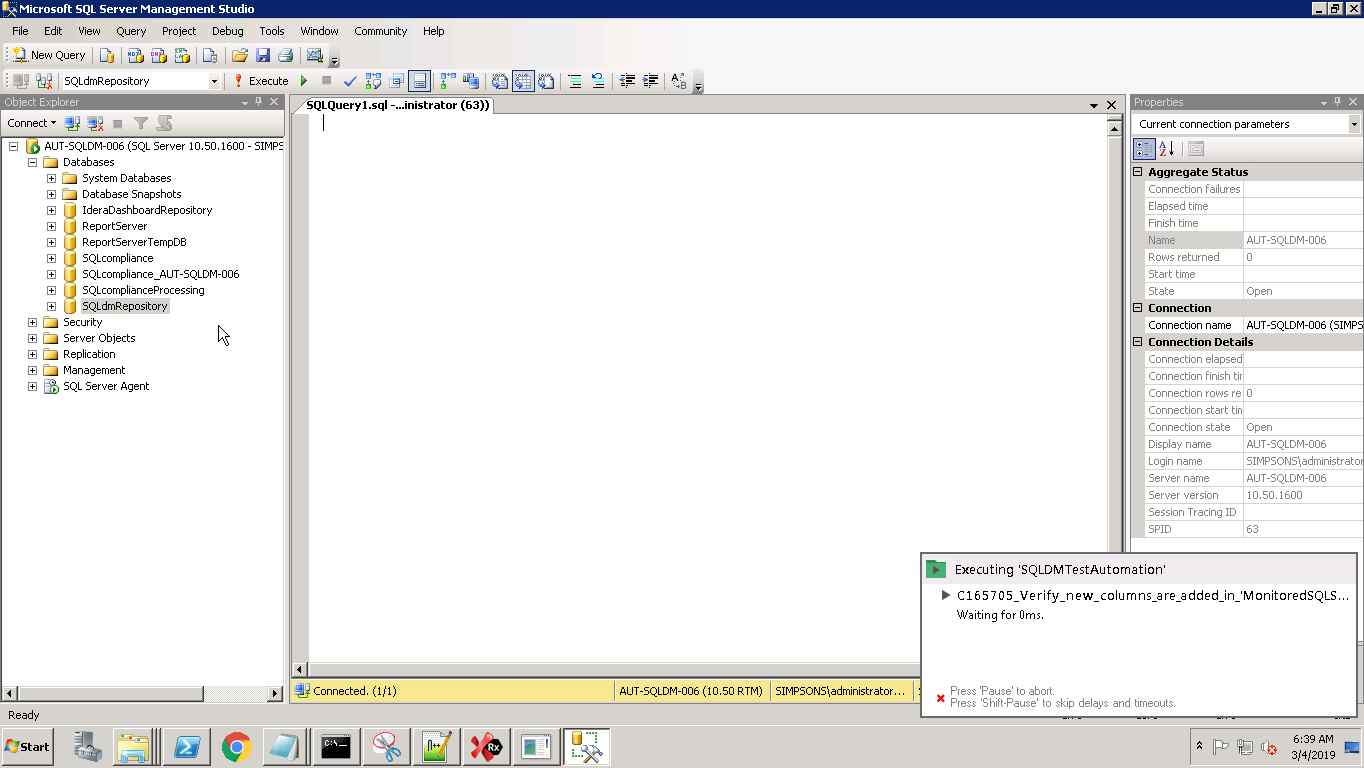 Microsoft SQL Server Management Studio
File Edit View Query Project Debug Tools Window Community Help
New Query
SQLdmRepository
Execute
Object Explorer
Connect
AUT-SQLDM-006 (SQL Server 10.50.1600 - SIMPS
Databases
System Databases
Database Snapshots
IderaDashboardRepository
ReportServer
ReportServerTempDB
SQLcompliance
SQLcompliance_AUT-SQLDM-006
SQLcomplianceProcessing
SQLdmRepository
Security
Server Objects
Replication
Management
SQL Server Agent
SQLQuery1.sql -...inistrator (63))
Connected. (1/1)
AUT-SQLDM-006 (10.50 RTM)
SIMPSONS\administrator...
Properties
Current connection parameters
Aggregate Status
Connection failures
Elapsed time
Finish time
Name AUT-SQLDM-006
Rows returned 0
Start time
State Open
Connection
Connection name AUT-SQLDM-006 (SIMPS
Connection Details
Connection elapsed
Connection finish tir
Connection rows re 0
Connection start tin
Connection state Open
Display name AUT-SQLDM-006
Login name SIMPSONS\administrator
Server name AUT-SQLDM-006
Server version 10.50.1600
Session Tracing ID
SPID 63
Executing 'SQLDMTestAutomation'
C165705_Verify_new_columns_are_added_in_'MonitoredSQLS...
Waiting for 0ms.
Press 'Pause' to abort.
Press 'Shift-Pause' to skip delays and timeouts.
Ready
Start
6:39 AM
3/4/2019